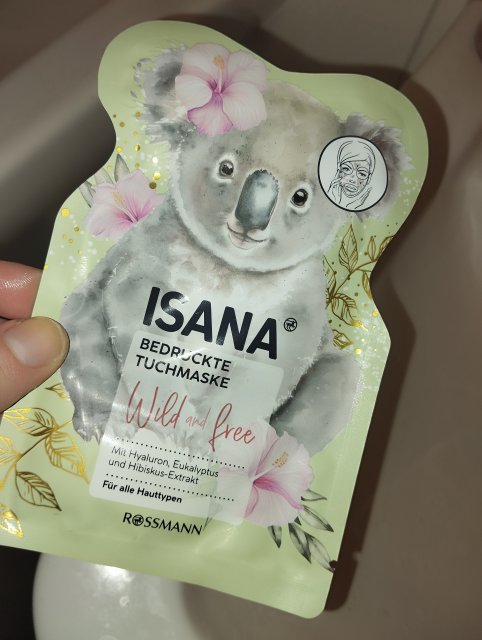 ISANA
BEDRUCKTE
TUCHMASKE
Wild and free
Mit Hyaluron, Eukalyptus
und Hibiskus-Extrakt
Für alle Hauttypen
ROSSMANN